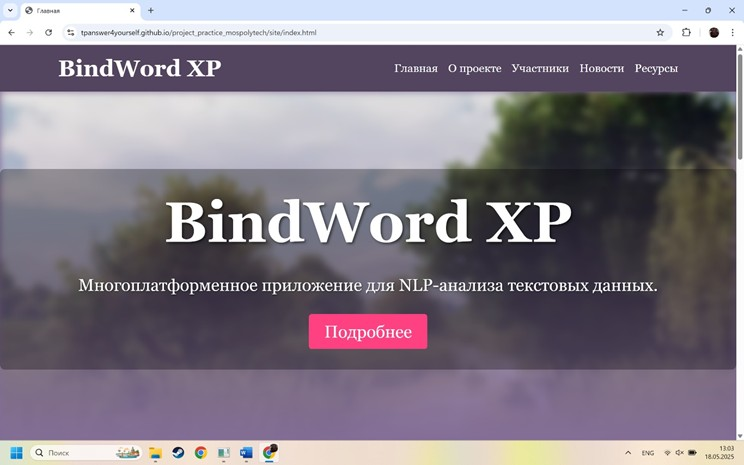 Главная
tpanswer4yourself.github.io/project_practice_mospolytech/site/index.html
BindWord XP
Главная О проекте Участники Новости Ресурсы
BindWord XP
Многоплатформенное приложение для NLP-анализа текстовых данных.
Подробнее
Поиск
ENG
13:03
18.05.2025